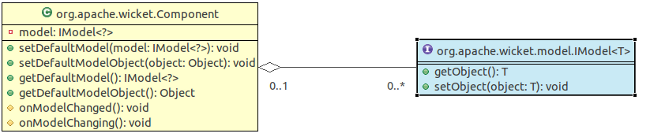 org.apache.wicket.Component
model: IModel<?>
setDefaultModel(model: IModel<?>): void
setDefaultModelObject(object: Object): void
getDefaultModel(): IModel<?>
getDefaultModelObject(): Object
onModelChanged(): void
onModelChanging(): void
0..1
0..*
org.apache.wicket.model.IModel<T>
getObject(): T
setObject(object: T): void